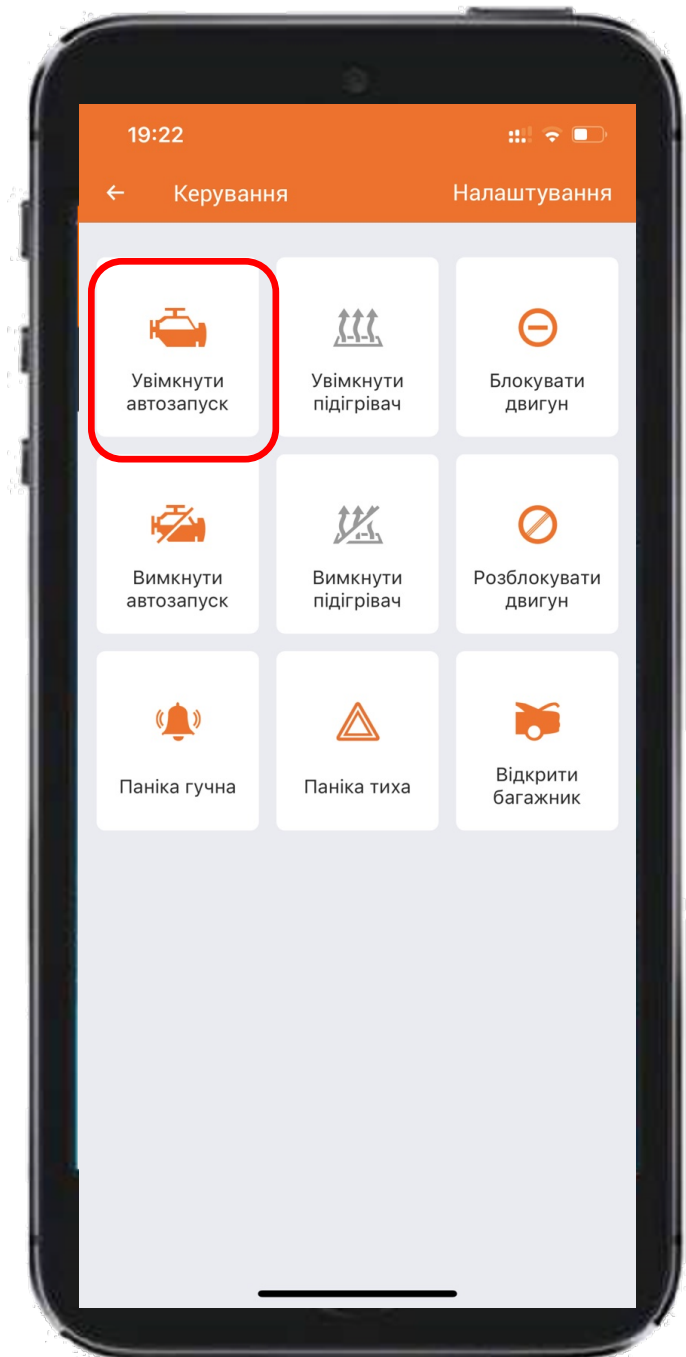 19:22
← Керування Налаштування
Увімкнути
автозапуск
Увімкнути
підігрівач
Блокувати
двигун
Вимкнути
автозапуск
Вимкнути
підігрівач
Розблокувати
двигун
Паніка гучна
Паніка тиха
Відкрити
багажник